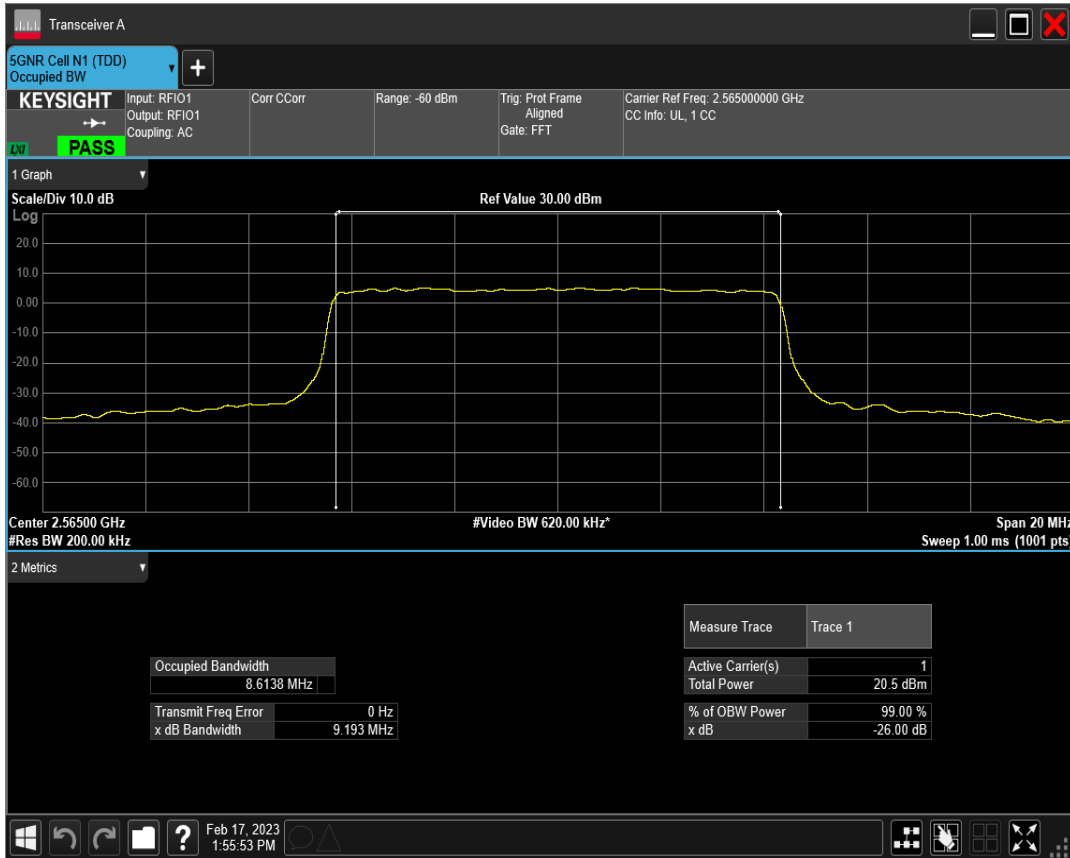 Transceiver A
5GNR Cell N1 (TDD)
Occupied BW
+
KEYSIGHT
LXI
PASS
Input: RFIO1
Output: RFIO1
Coupling: AC
Corr CCorr
Range: -60 dBm
Trig: Prot Frame
Aligned
Gate: FFT
Carrier Ref Freq: 2.565000000 GHz
CC Info: UL, 1 CC
1 Graph
Scale/Div 10.0 dB
Ref Value 30.00 dBm
Log
20.0
10.0
0.00
-10.0
-20.0
-30.0
-40.0
-50.0
-60.0
Center 2.56500 GHz
#Video BW 620.00 kHz*
Span 20 MHz
#Res BW 200.00 kHz
Sweep 1.00 ms (1001 pts)
2 Metrics
Measure Trace Trace 1
Occupied Bandwidth
8.6138 MHz
Active Carrier(s) 1
Total Power 20.5 dBm
Transmit Freq Error 0 Hz
x dB Bandwidth 9.193 MHz
% of OBW Power 99.00 %
x dB -26.00 dB
?
Feb 17, 2023
1:55:53 PM